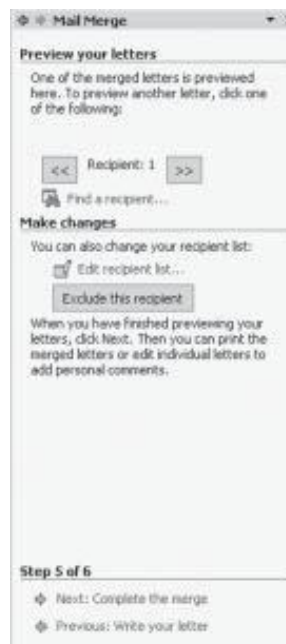 Mail Merge
Preview your letters
One of the merged letters is previewed
here. To preview another letter, click one
of the following:
<< Recipient: 1 >>
Find a recipient...
Make changes
You can also change your recipient list:
Edit recipient list...
Exclude this recipient
When you have finished previewing your
letters, click Next. Then you can print the
merged letters or edit individual letters to
add personal comments.
Step 5 of 6
Next: Complete the merge
Previous: Write your letter